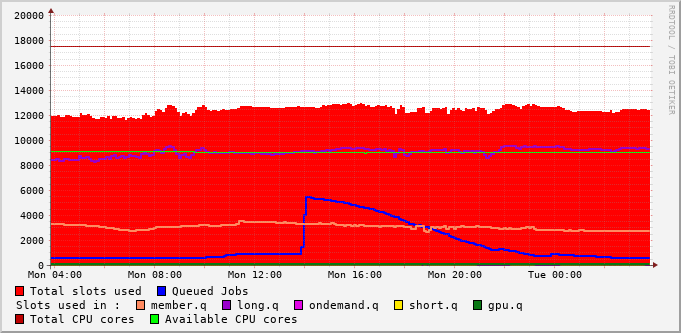 RRDTOOL / TOBI OETIKER
20000
18000
16000
14000
12000
10000
8000
6000
4000
2000
0
Mon 04:00 Mon 08:00 Mon 12:00 Mon 16:00 Mon 20:00 Tue 00:00
Total slots used Queued Jobs
Slots used in : member.q long.q ondemand.q short.q gpu.q
Total CPU cores Available CPU cores